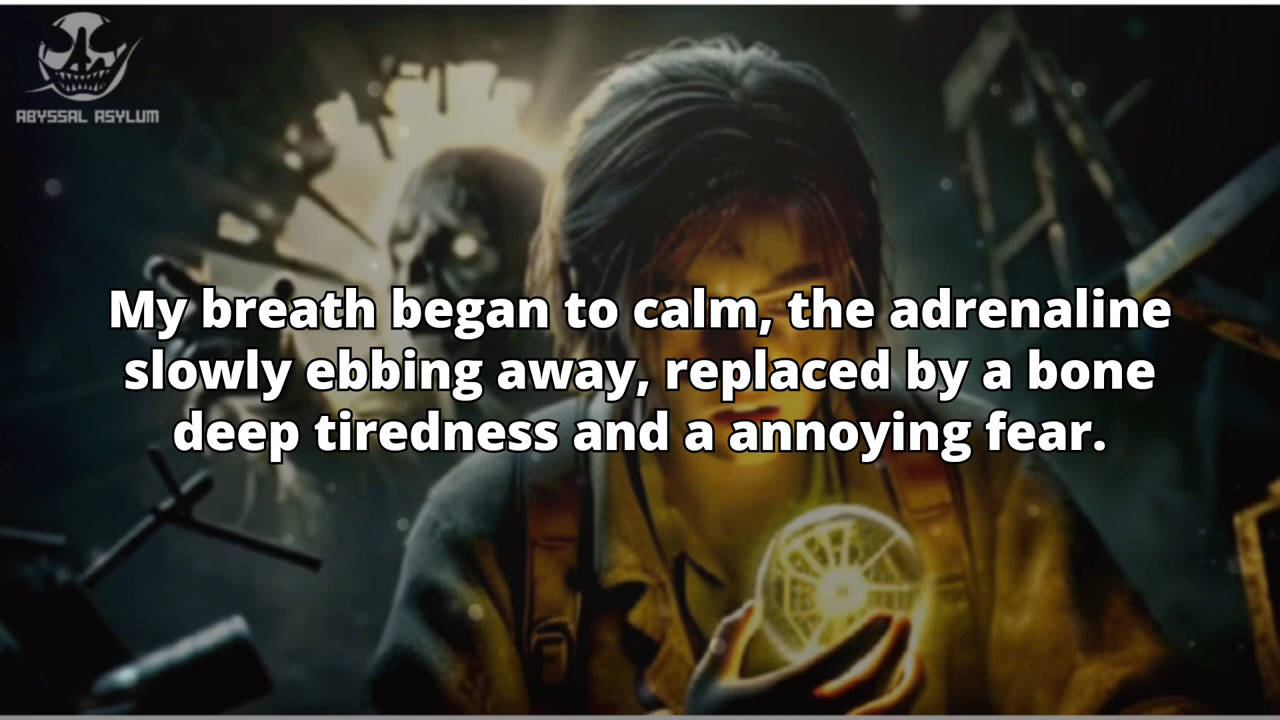 ABYSSAL ASYLUM
My breath began to calm, the adrenaline
slowly ebbing away, replaced by a bone
deep tiredness and a annoying fear.